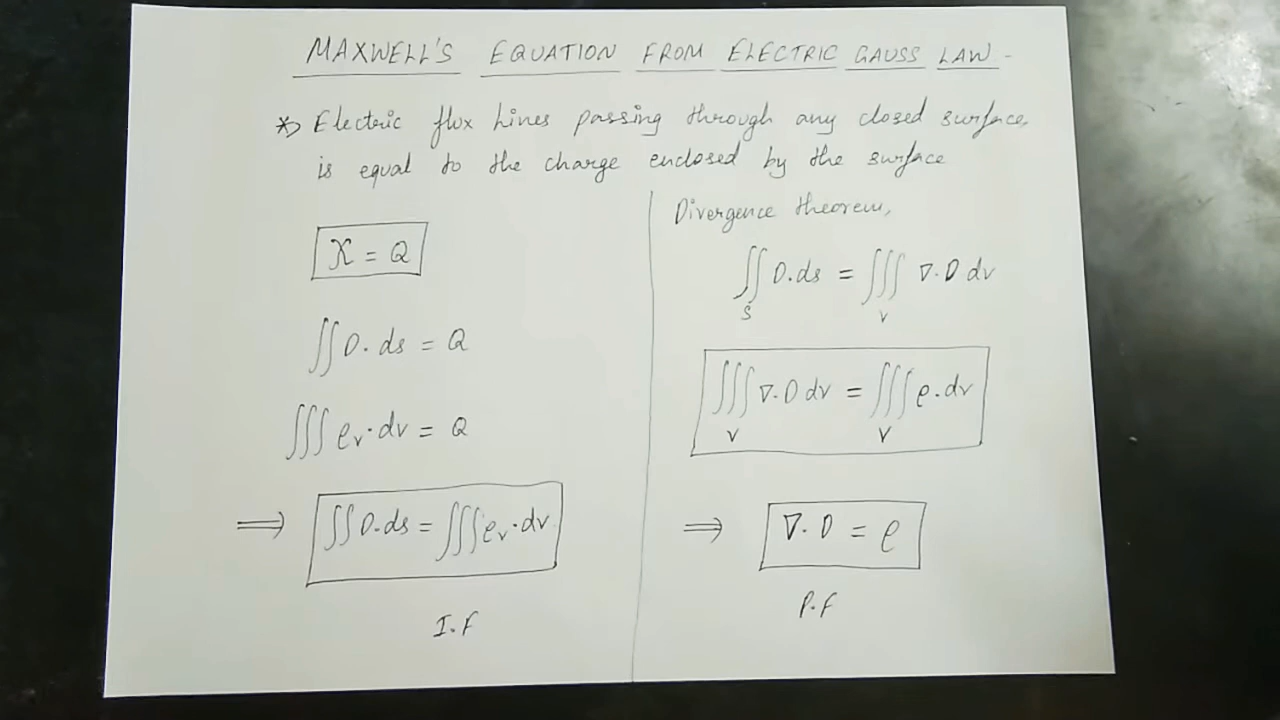 MAXWELL'S EQUATION FROM ELECTRIC GAUSS LAW -
* Electric flux lines passing through any closed surface,
is equal to the charge enclosed by the surface
X = Q
∬ D. ds = Q
∭ ρv. dv = Q
⟹ ∬ D.ds = ∭ ρv. dv
I.F
Divergence theorem,
∬s D.ds = ∭v ∇.D dv
∭v ∇.D dv = ∭v ρ.dv
⟹ ∇. D = ρ
P.F